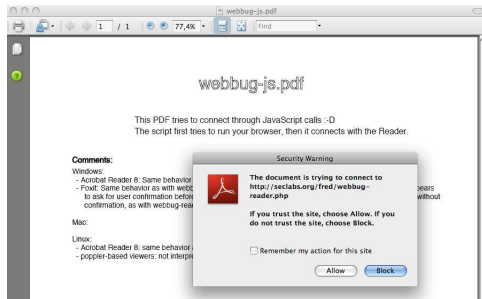 webbug-js.pdf
1 / 1 77,4% Find
webbug-js.pdf
This PDF tries to connect through JavaScript calls :-D
The script first tries to run your browser, then it connects with the Reader.
Comments:
Windows:
- Acrobat Reader 8: Same behavior
- Foxit: Same behavior as with webb
to ask for user confirmation before
confirmation, as with webbug-rea
ears
without
Mac:
Linux:
- Acrobat Reader 8: same behavior
- poppler-based viewers: not interpr
Security Warning
The document is trying to connect to
http://seclabs.org/fred/webbug-
reader.php
If you trust the site, choose Allow. If you
do not trust the site, choose Block.
Remember my action for this site
Allow Block